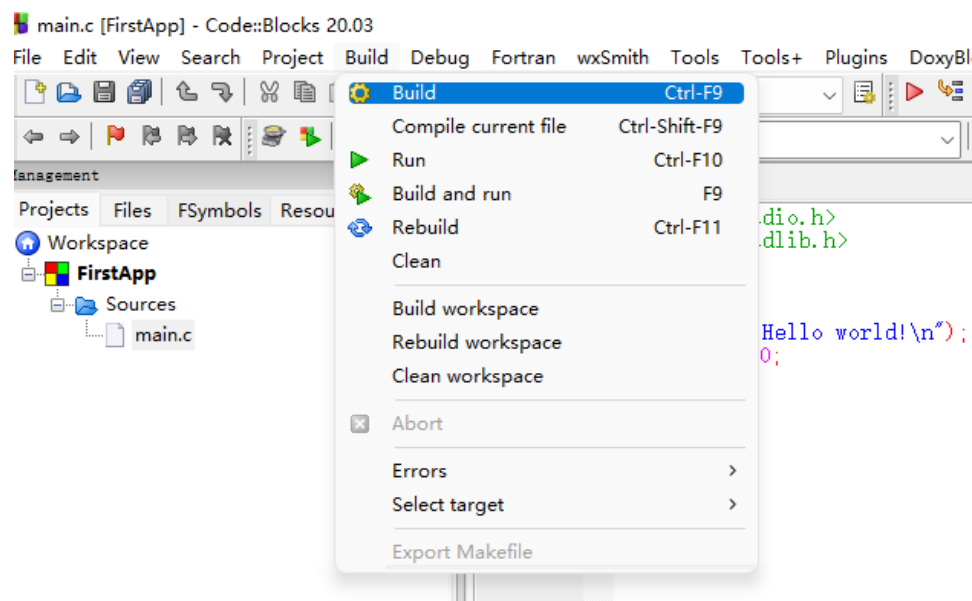 main.c [FirstApp] - Code::Blocks 20.03
File Edit View Search Project Build Debug Fortran wxSmith Tools Tools+ Plugins DoxyBl
Build Ctrl-F9
Compile current file Ctrl-Shift-F9
Run Ctrl-F10
Build and run F9
Rebuild Ctrl-F11
Clean
Build workspace
Rebuild workspace
Clean workspace
Abort
Errors
Select target
Export Makefile
Management
Projects Files FSymbols Resou
Workspace
FirstApp
Sources
main.c
dio.h>
dlib.h>
Hello world!\n");
0;